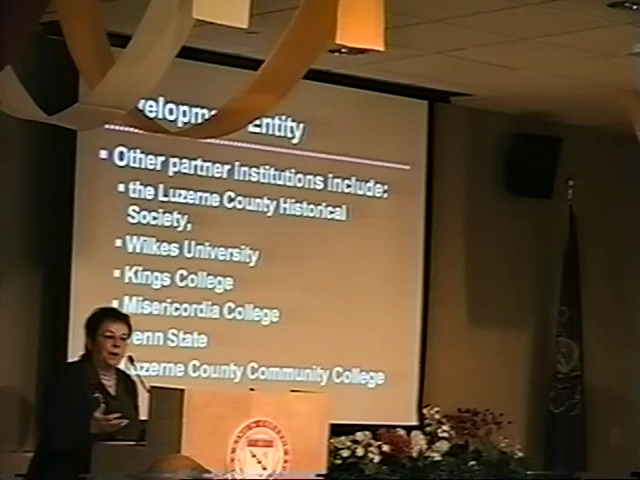 velopm Entity
Other partner institutions include:
the Luzerne County Historical
Society,
Wilkes University
Kings College
Misericordia College
enn State
uzerne County Community College